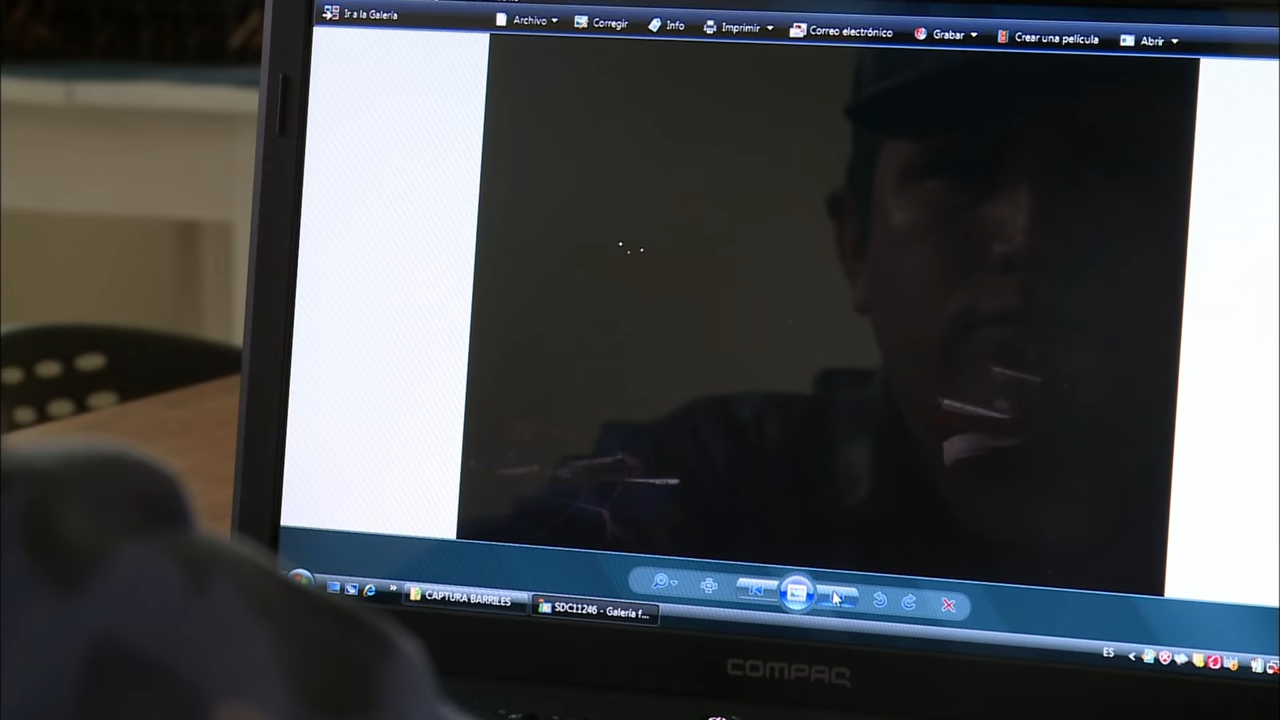 Ir a la Galería
Archivo Corregir Info Imprimir Correo electrónico Grabar Crear una película Abrir
CAPTURA BARRILES
SDC11246 - Galería f...
ES
COMPAQ